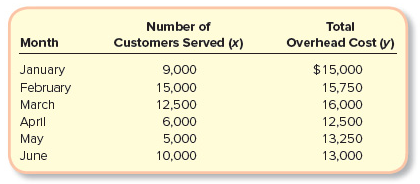 Number of Total
Month Customers Served (x) Overhead Cost (y)
January 9,000 $15,000
February 15,000 15,750
March 12,500 16,000
April 6,000 12,500
May 5,000 13,250
June 10,000 13,000